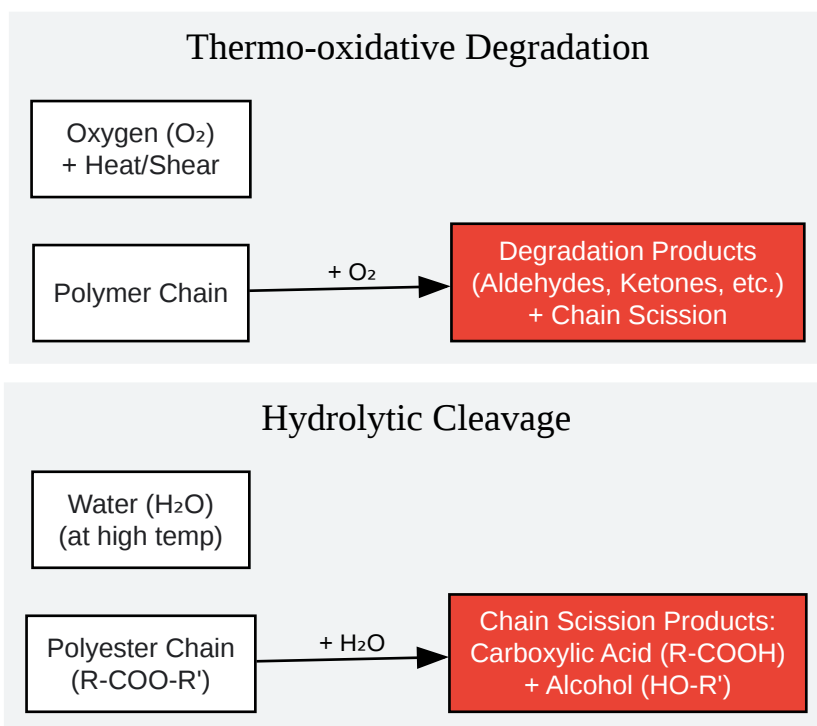 Thermo-oxidative Degradation
Oxygen (O₂)
+ Heat/Shear
Polymer Chain
+ O₂
Degradation Products
(Aldehydes, Ketones, etc.)
+ Chain Scission
Hydrolytic Cleavage
Water (H₂O)
(at high temp)
Polyester Chain
(R-COO-R')
+ H₂O
Chain Scission Products:
Carboxylic Acid (R-COOH)
+ Alcohol (HO-R')